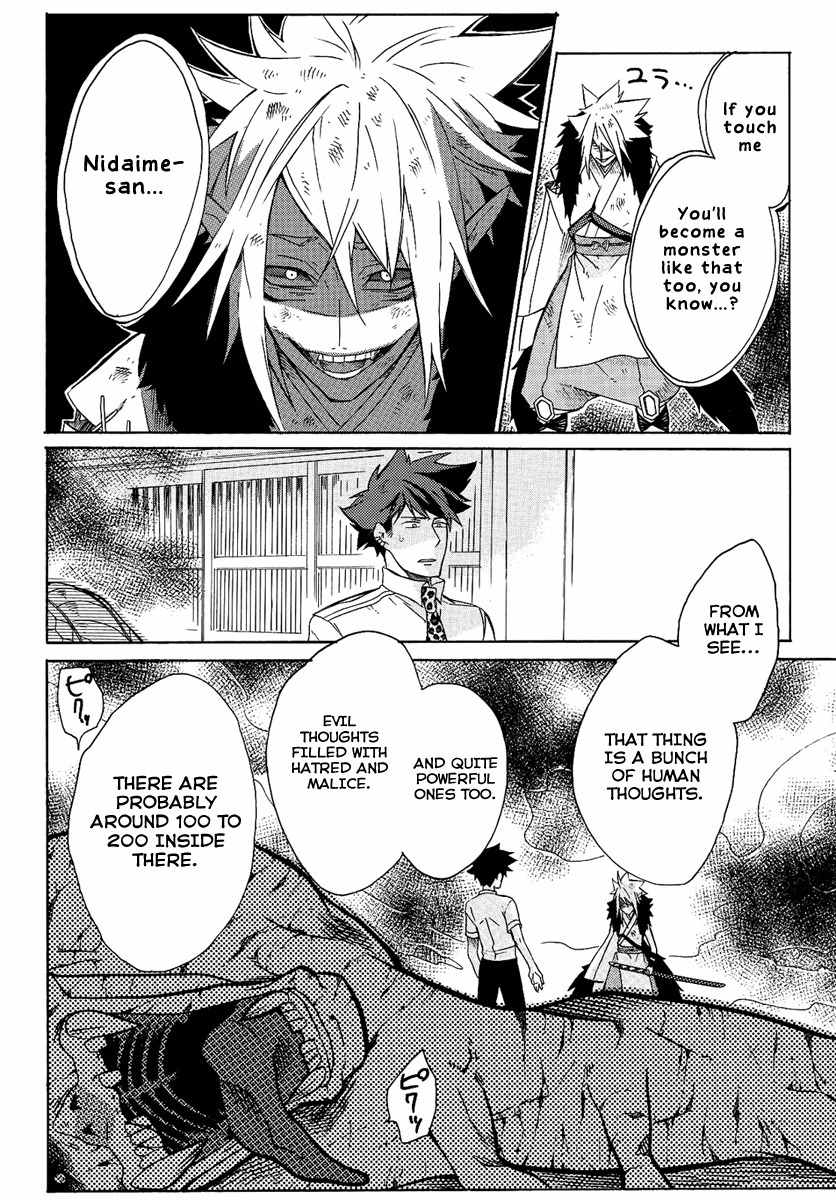 ユラ…
If you
touch
me
You'll
become a
monster
like that
too, you
know...?
Nidaime-
san...
FROM
WHAT I
SEE...
THAT THING
IS A BUNCH
OF HUMAN
THOUGHTS.
AND QUITE
POWERFUL
ONES TOO.
EVIL
THOUGHTS
FILLED WITH
HATRED AND
MALICE.
THERE ARE
PROBABLY
AROUND 100 TO
200 INSIDE
THERE.
ピクッ
ピクッ